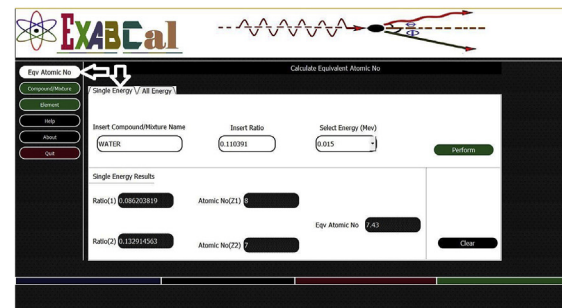 EXABCal
Calculate Equivalent Atomic No
Eqv Atomic No
Compound/Mixture
Element
Help
About
Quit
Single Energy All Energy
Insert Compound/Mixture Name Insert Ratio Select Energy (Mev)
WATER 0.110391 0.015 Perform
Single Energy Results
Ratio(1) 0.086203819 Atomic No(Z1) 8
Eqv Atomic No 7.43
Ratio(2) 0.132914563 Atomic No(Z2) 7 Clear